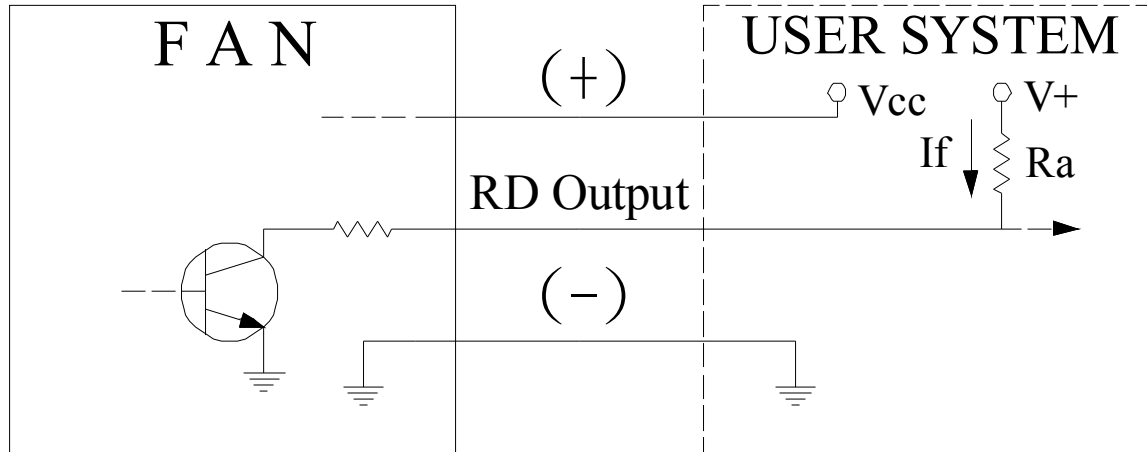 F A N
USER SYSTEM
(+)
Vcc
V+
If
Ra
RD Output
(-)